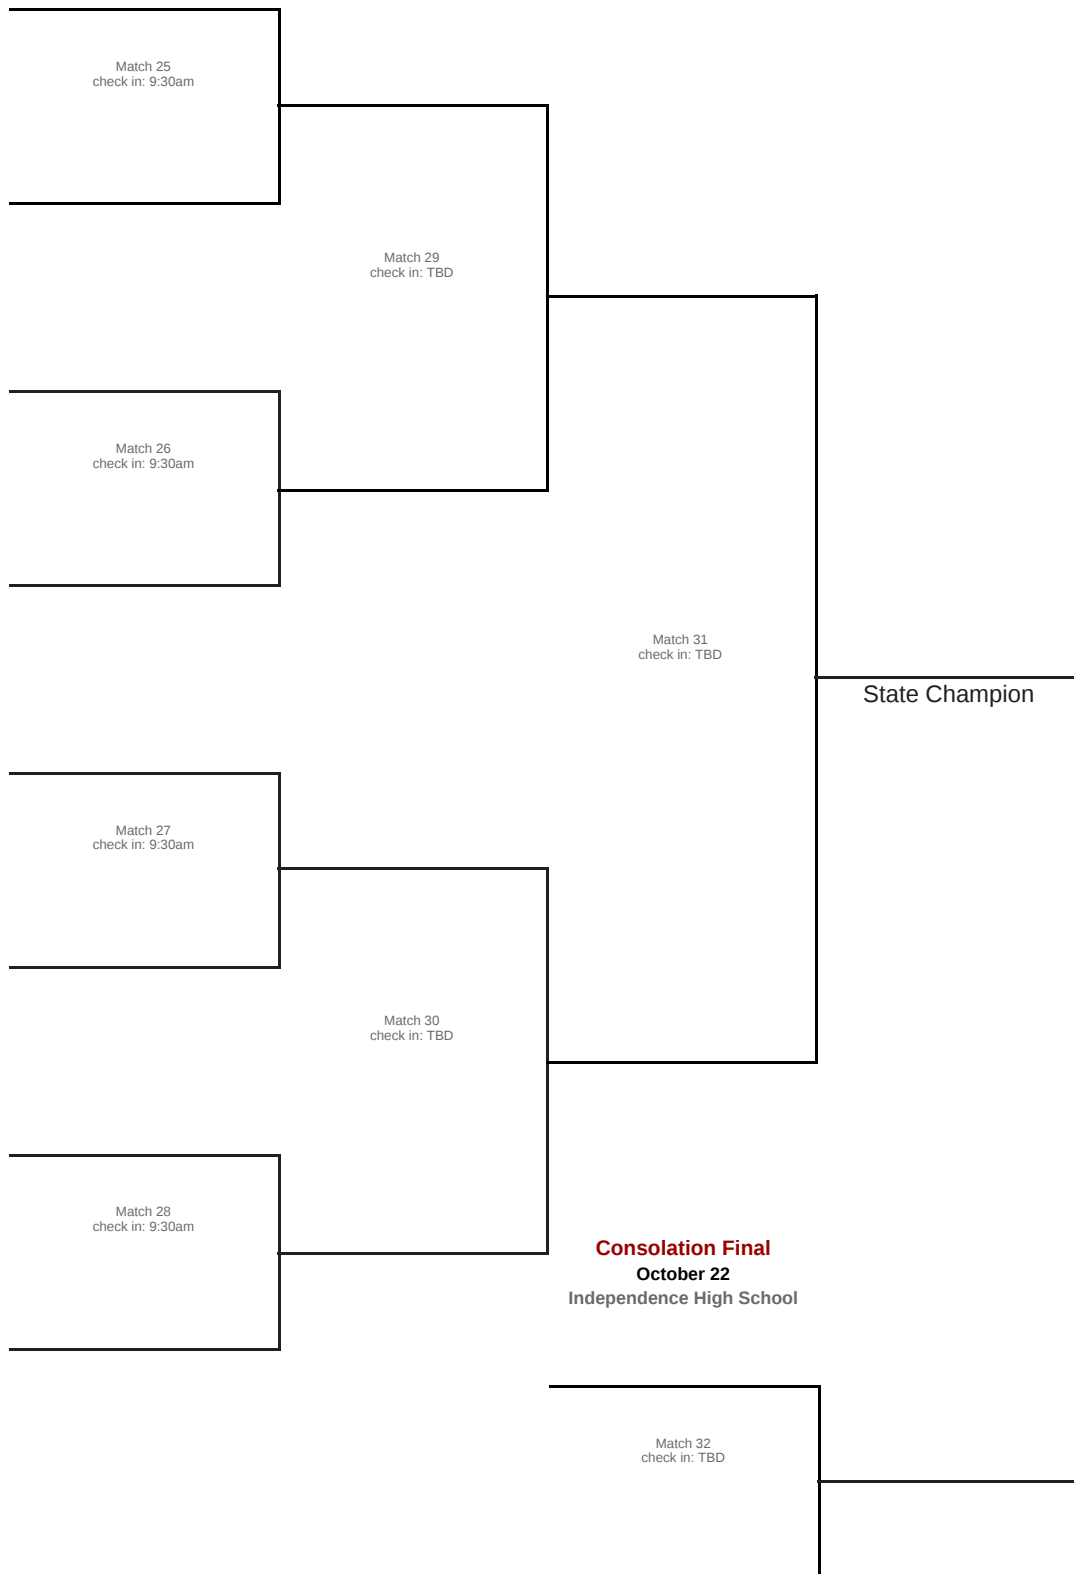 Match 25
check in: 9:30am
Match 29
check in: TBD
Match 26
check in: 9:30am
Match 31
check in: TBD
State Champion
Match 27
check in: 9:30am
Match 30
check in: TBD
Match 28
check in: 9:30am
Consolation Final
October 22
Independence High School
Match 32
check in: TBD